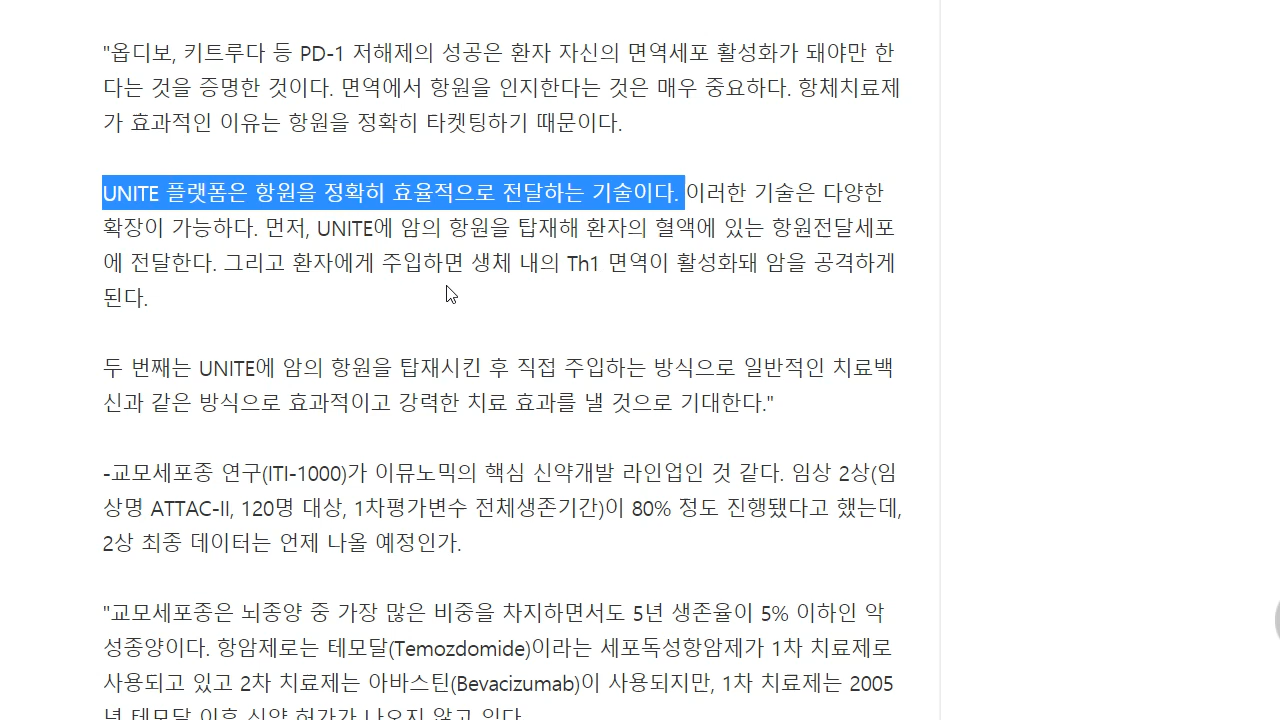 "옵디보, 키트루다 등 PD-1 저해제의 성공은 환자 자신의 면역세포 활성화가 돼야만 한
다는 것을 증명한 것이다. 면역에서 항원을 인지한다는 것은 매우 중요하다. 항체치료제
가 효과적인 이유는 항원을 정확히 타켓팅하기 때문이다.
UNITE 플랫폼은 항원을 정확히 효율적으로 전달하는 기술이다. 이러한 기술은 다양한
확장이 가능하다. 먼저, UNITE에 암의 항원을 탑재해 환자의 혈액에 있는 항원전달세포
에 전달한다. 그리고 환자에게 주입하면 생체 내의 Th1 면역이 활성화돼 암을 공격하게
된다.
두 번째는 UNITE에 암의 항원을 탑재시킨 후 직접 주입하는 방식으로 일반적인 치료백
신과 같은 방식으로 효과적이고 강력한 치료 효과를 낼 것으로 기대한다."
-교모세포종 연구(ITI-1000)가 이뮤노믹의 핵심 신약개발 라인업인 것 같다. 임상 2상(임
상명 ATTAC-II, 120명 대상, 1차평가변수 전체생존기간)이 80% 정도 진행됐다고 했는데,
2상 최종 데이터는 언제 나올 예정인가.
"교모세포종은 뇌종양 중 가장 많은 비중을 차지하면서도 5년 생존율이 5% 이하인 악
성종양이다. 항암제로는 테모달(Temozdomide)이라는 세포독성항암제가 1차 치료제로
사용되고 있고 2차 치료제는 아바스틴(Bevacizumab)이 사용되지만, 1차 치료제는 2005
년 테모달 이후 신약 허가가 나오지 않고 있다.